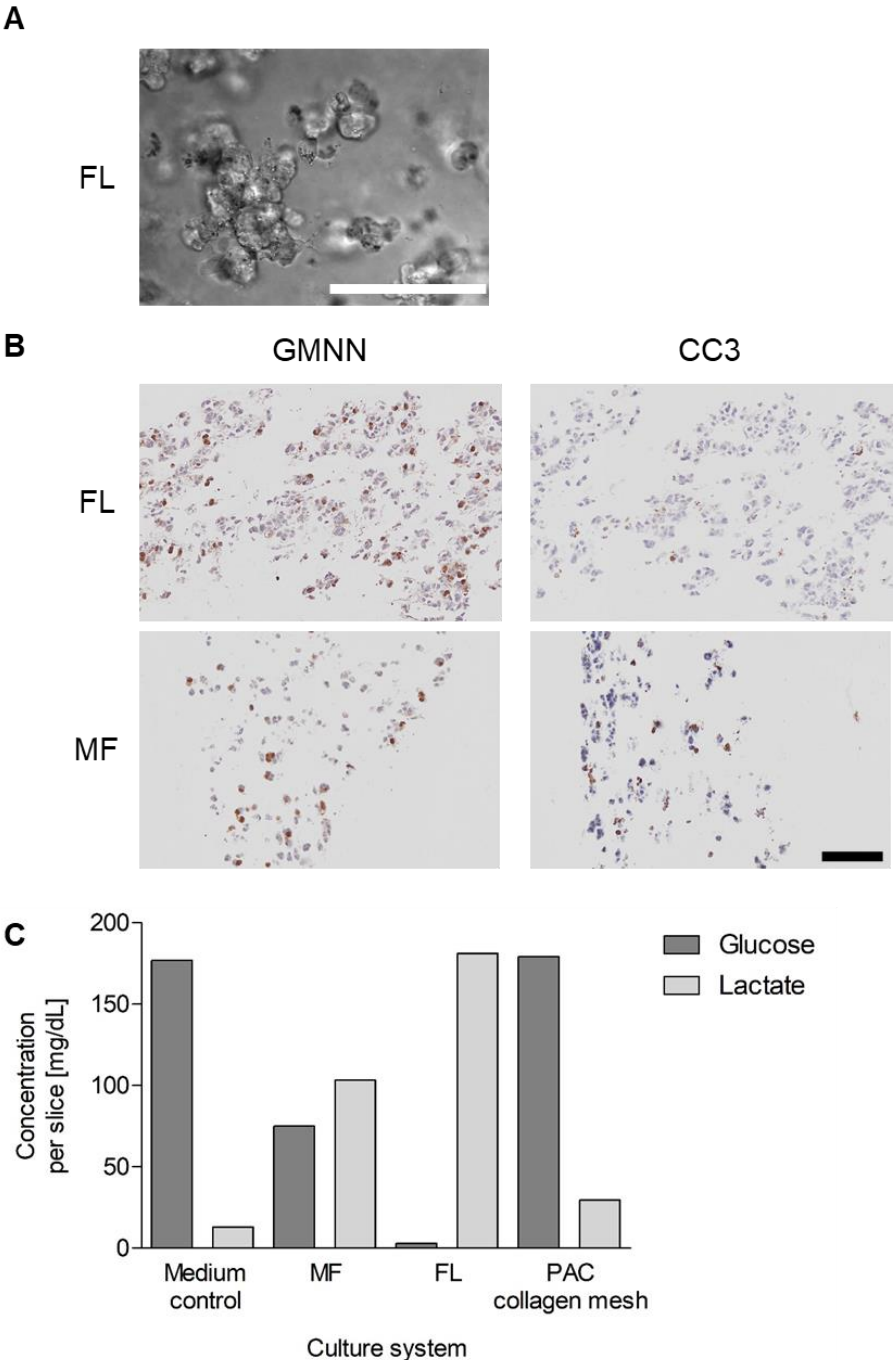 A
FL
B
GMNN
CC3
FL
MF
C
200
150
100
50
0
Concentration
per slice [mg/dL]
Glucose
Lactate
Medium
control
MF
FL
PAC
collagen mesh
Culture system